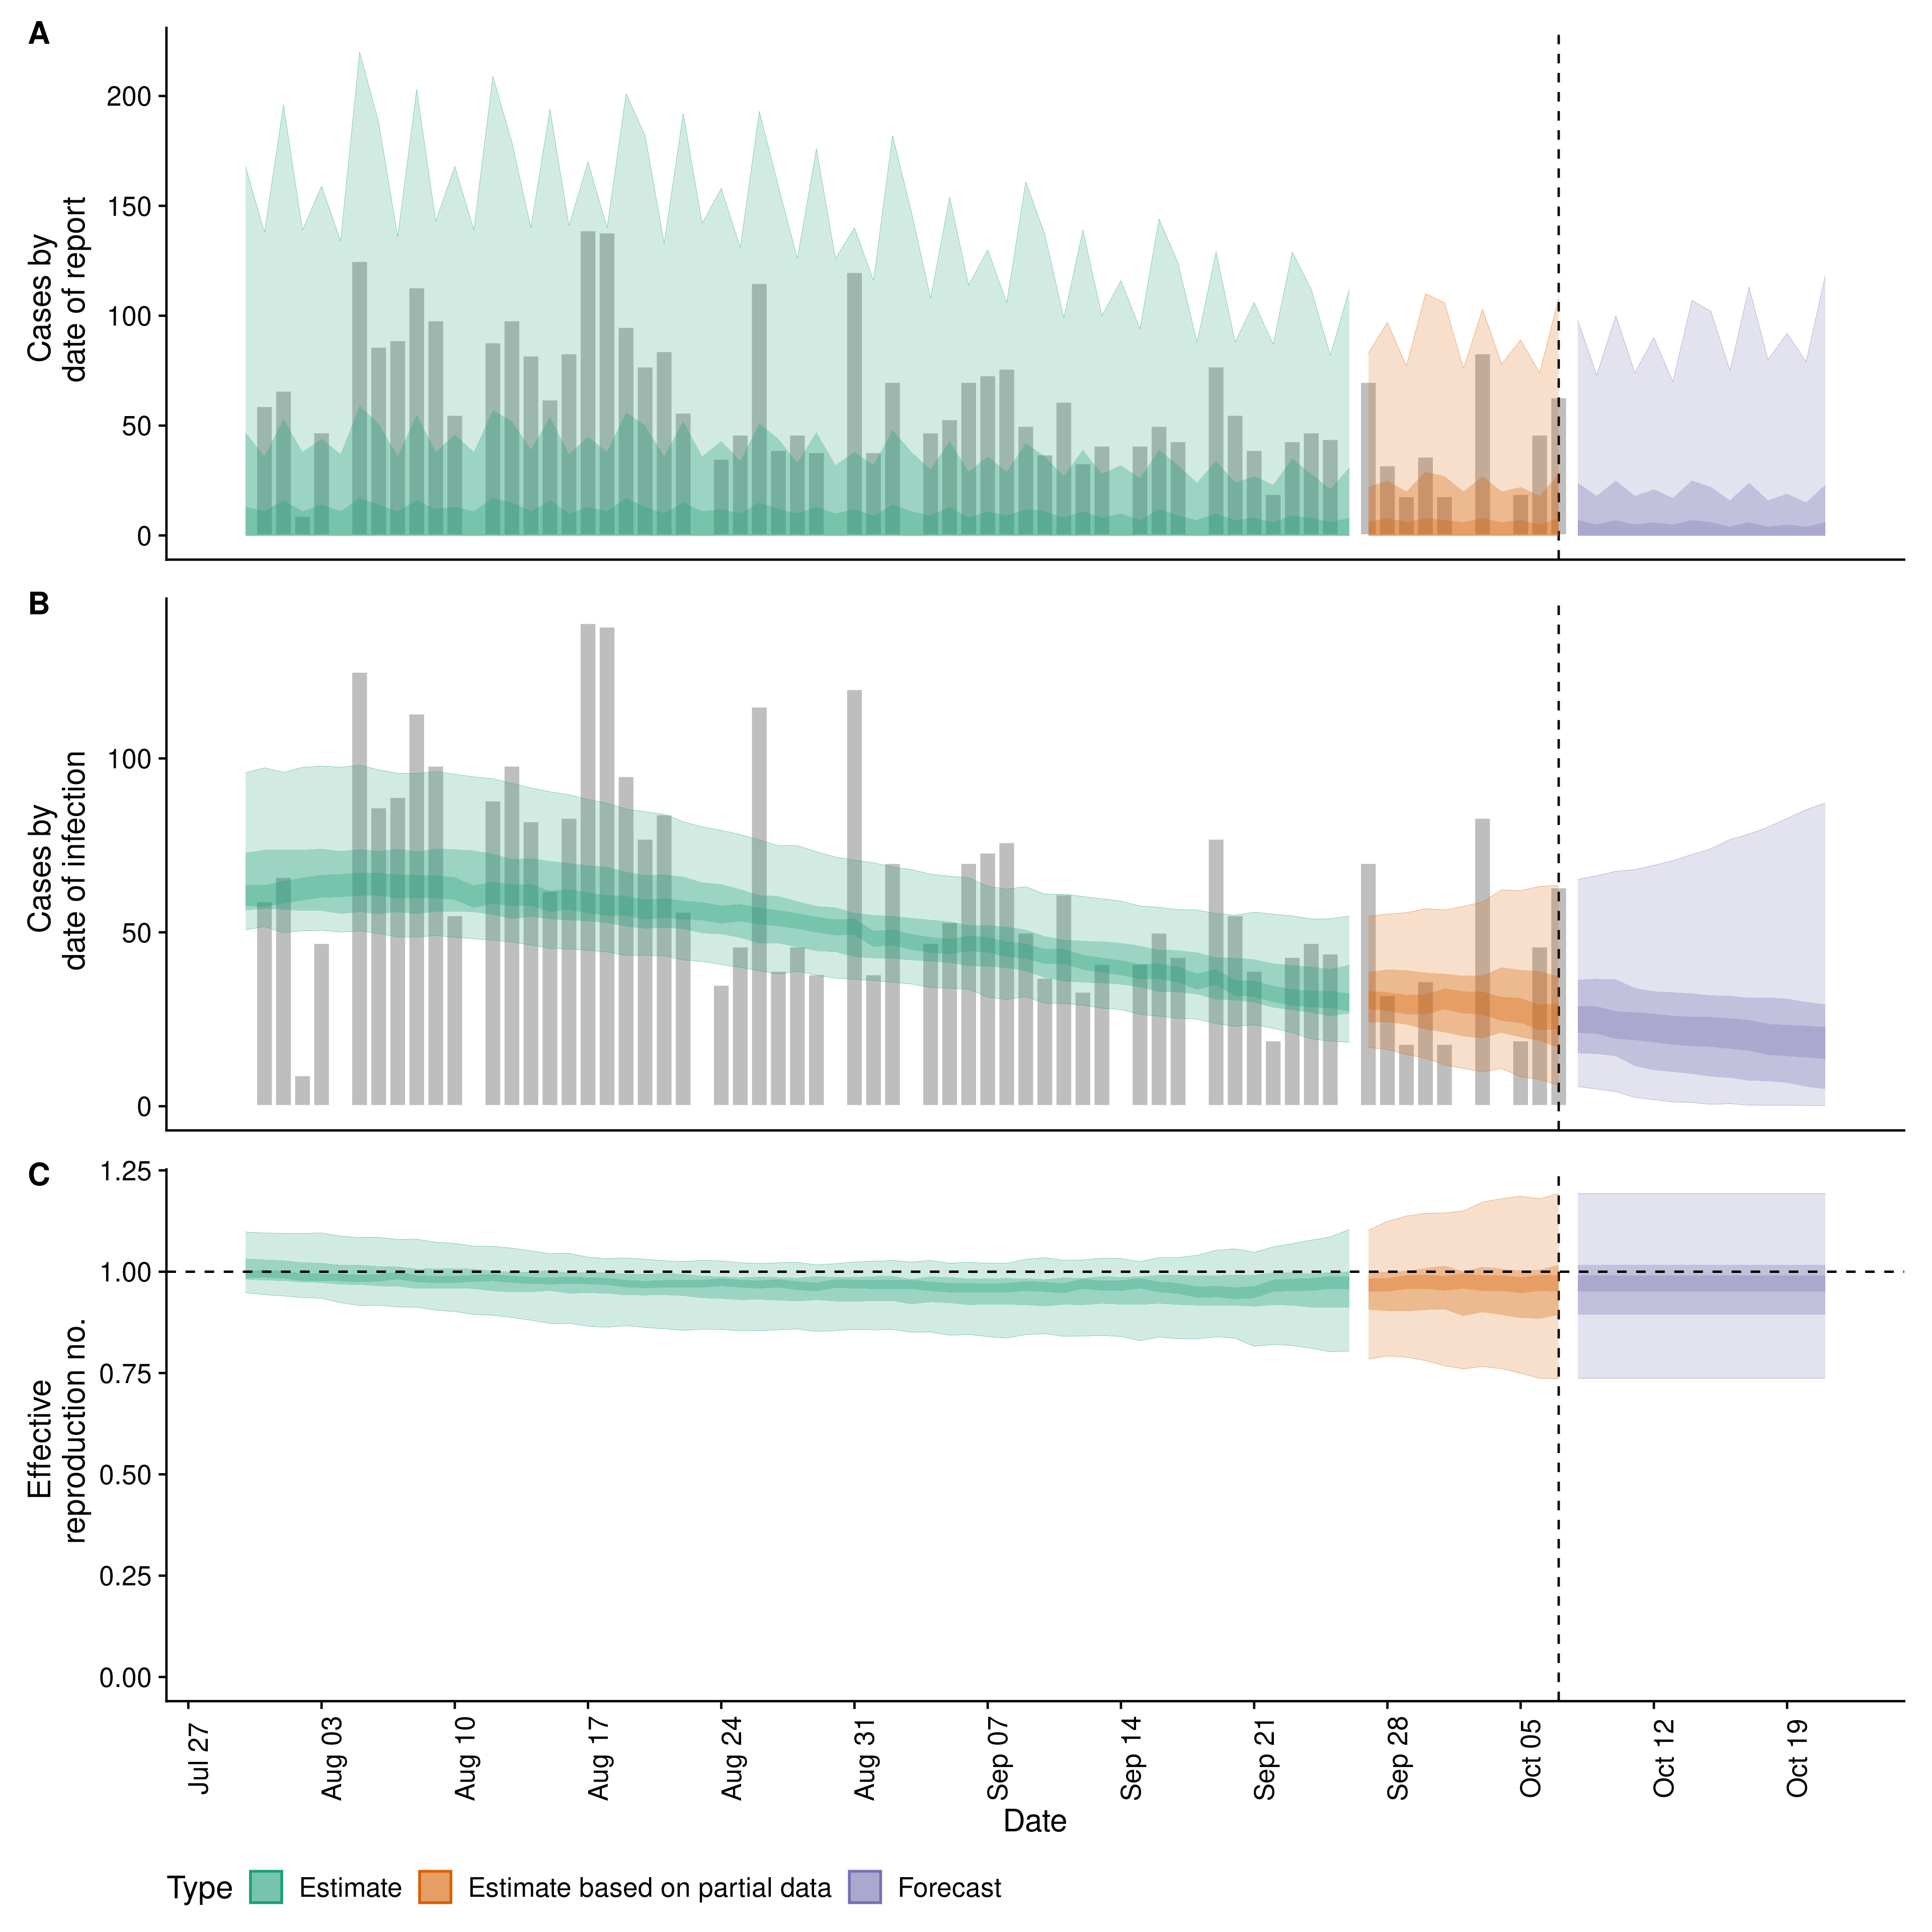 A
Cases by
date of report
200
150
100
50
0
B
Cases by
date of infection
100
50
0
C
Effective
reproduction no.
1.25
1.00
0.75
0.50
0.25
0.00
Jul 27
Aug 03
Aug 10
Aug 17
Aug 24
Aug 31
Sep 07
Sep 14
Sep 21
Sep 28
Oct 05
Oct 12
Oct 19
Date
Type Estimate Estimate based on partial data Forecast